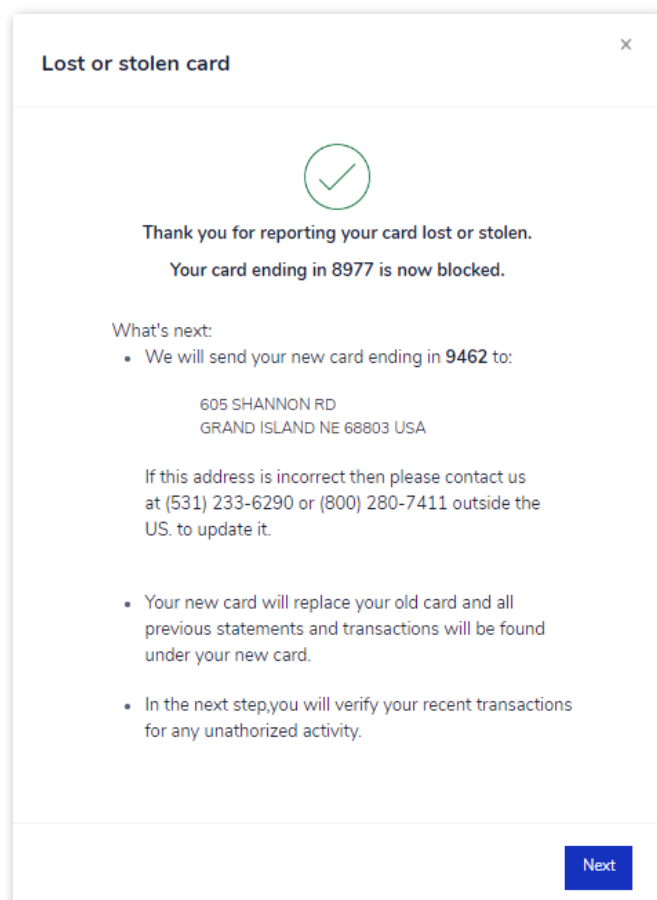 Lost or stolen card
×
Thank you for reporting your card lost or stolen.
Your card ending in 8977 is now blocked.
What's next:
• We will send your new card ending in 9462 to:
605 SHANNON RD
GRAND ISLAND NE 68803 USA
If this address is incorrect then please contact us
at (531) 233-6290 or (800) 280-7411 outside the
US. to update it.
• Your new card will replace your old card and all
previous statements and transactions will be found
under your new card.
• In the next step,you will verify your recent transactions
for any unathorized activity.
Next